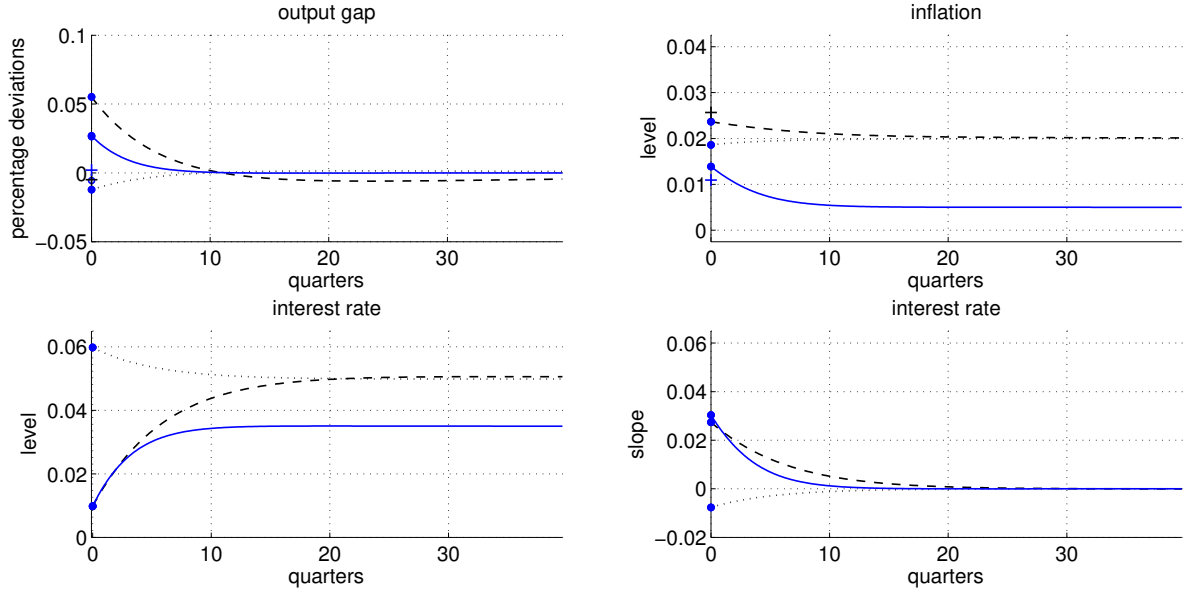 output gap
percentage deviations
0.1
0.05
0
−0.05
0 10 20 30
quarters
inflation
level
0.04
0.03
0.02
0.01
0
0 10 20 30
quarters
interest rate
level
0.06
0.04
0.02
0
0 10 20 30
quarters
interest rate
slope
0.06
0.04
0.02
0
−0.02
0 10 20 30
quarters